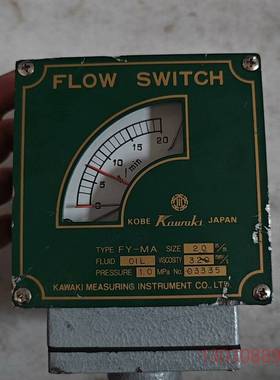 FLOW SWITCH
0 5 10 15 20
/min
KOBE Kawaki JAPAN
TYPE FY-MA SIZE 20
FLUID OIL VISCOSITY 320
PRESSURE 1.0 MPa No 03335
KAWAKI MEASURING INSTRUMENT CO.,LTD